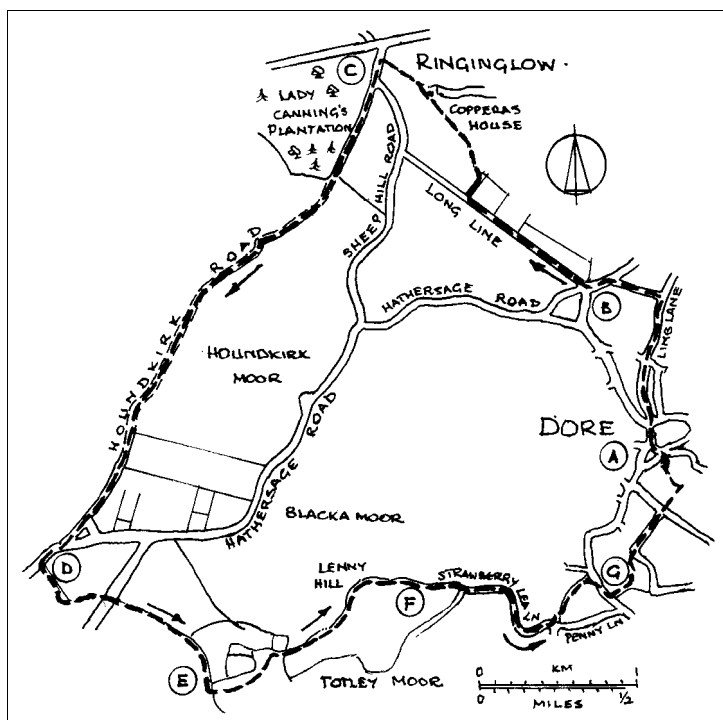 RINGINGLOW.
C
LADY
CANNING'S
PLANTATION
COPPERAS
HOUSE
SHEEP HILL ROAD
LONG LINE
HATHERSAGE ROAD
B
LIMB LANE
HOUNDKIRK ROAD
HOUNDKIRK
MOOR
HATHERSAGE ROAD
DORE
A
BLACKA MOOR
D
LENNY
HILL
F
STRAWBERRY LEA LN
G
PENNY LN
E
TOTLEY MOOR
KM
0 1
0 1/2
MILES